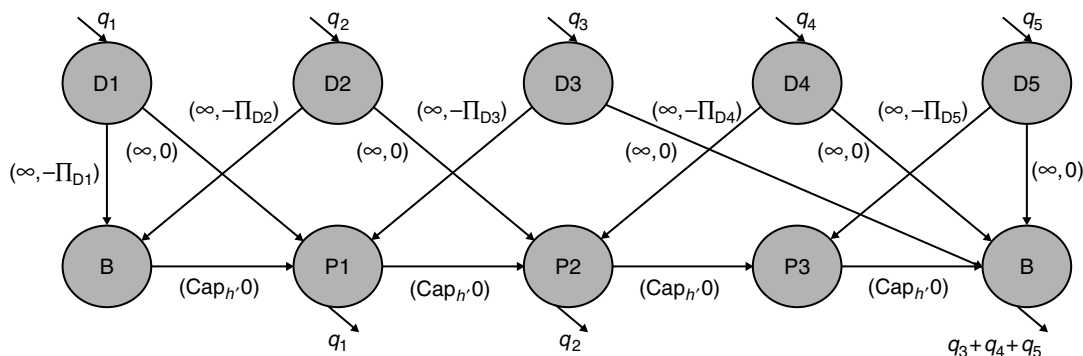 q1 q2 q3 q4 q5
D1 D2 D3 D4 D5
(∞,-ΠD2) (∞,-ΠD3) (∞,-ΠD4) (∞,-ΠD5)
(∞,0) (∞,0) (∞,0) (∞,0)
(∞,-ΠD1) (∞,0)
B P1 P2 P3 B
(Caph′0) (Caph′0) (Caph′0) (Caph′0)
q1 q2 q3 + q4 + q5